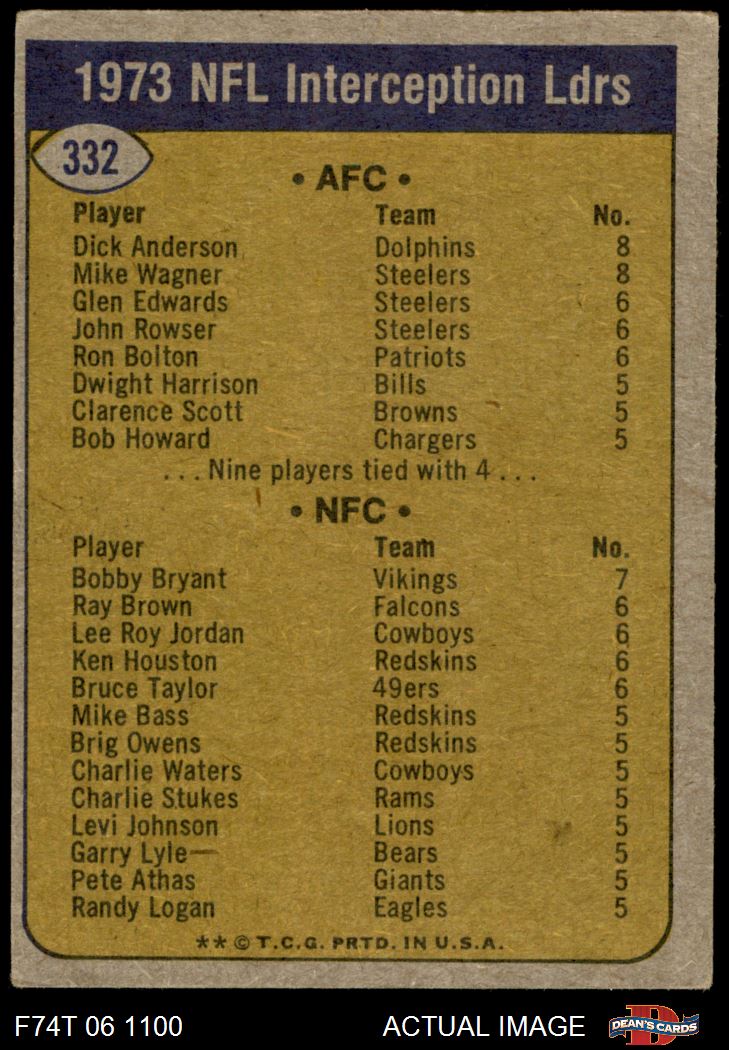 1973 NFL Interception Ldrs
332
• AFC •
Player Team No.
Dick Anderson Dolphins 8
Mike Wagner Steelers 8
Glen Edwards Steelers 6
John Rowser Steelers 6
Ron Bolton Patriots 6
Dwight Harrison Bills 5
Clarence Scott Browns 5
Bob Howard Chargers 5
. . . Nine players tied with 4 . . .
• NFC •
Player Team No.
Bobby Bryant Vikings 7
Ray Brown Falcons 6
Lee Roy Jordan Cowboys 6
Ken Houston Redskins 6
Bruce Taylor 49ers 6
Mike Bass Redskins 5
Brig Owens Redskins 5
Charlie Waters Cowboys 5
Charlie Stukes Rams 5
Levi Johnson Lions 5
Garry Lyle Bears 5
Pete Athas Giants 5
Randy Logan Eagles 5
** © T.C.G. PRTD. IN U.S.A.
F74T 06 1100 ACTUAL IMAGE DEAN'S CARDS